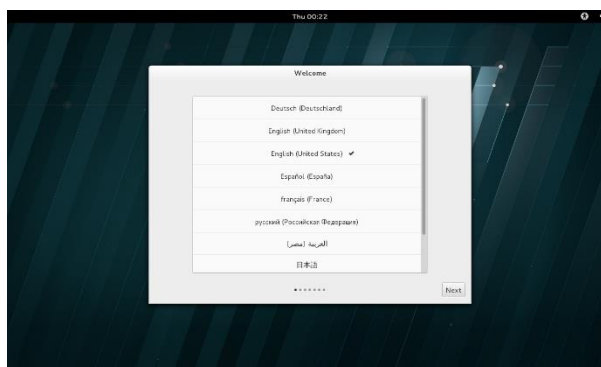 Thu 00:22
Welcome
Deutsch (Deutschland)
English (United Kingdom)
English (United States) ✔
Español (España)
français (France)
русский (Российская Федерация)
العربية (مصر)
日本語
Next